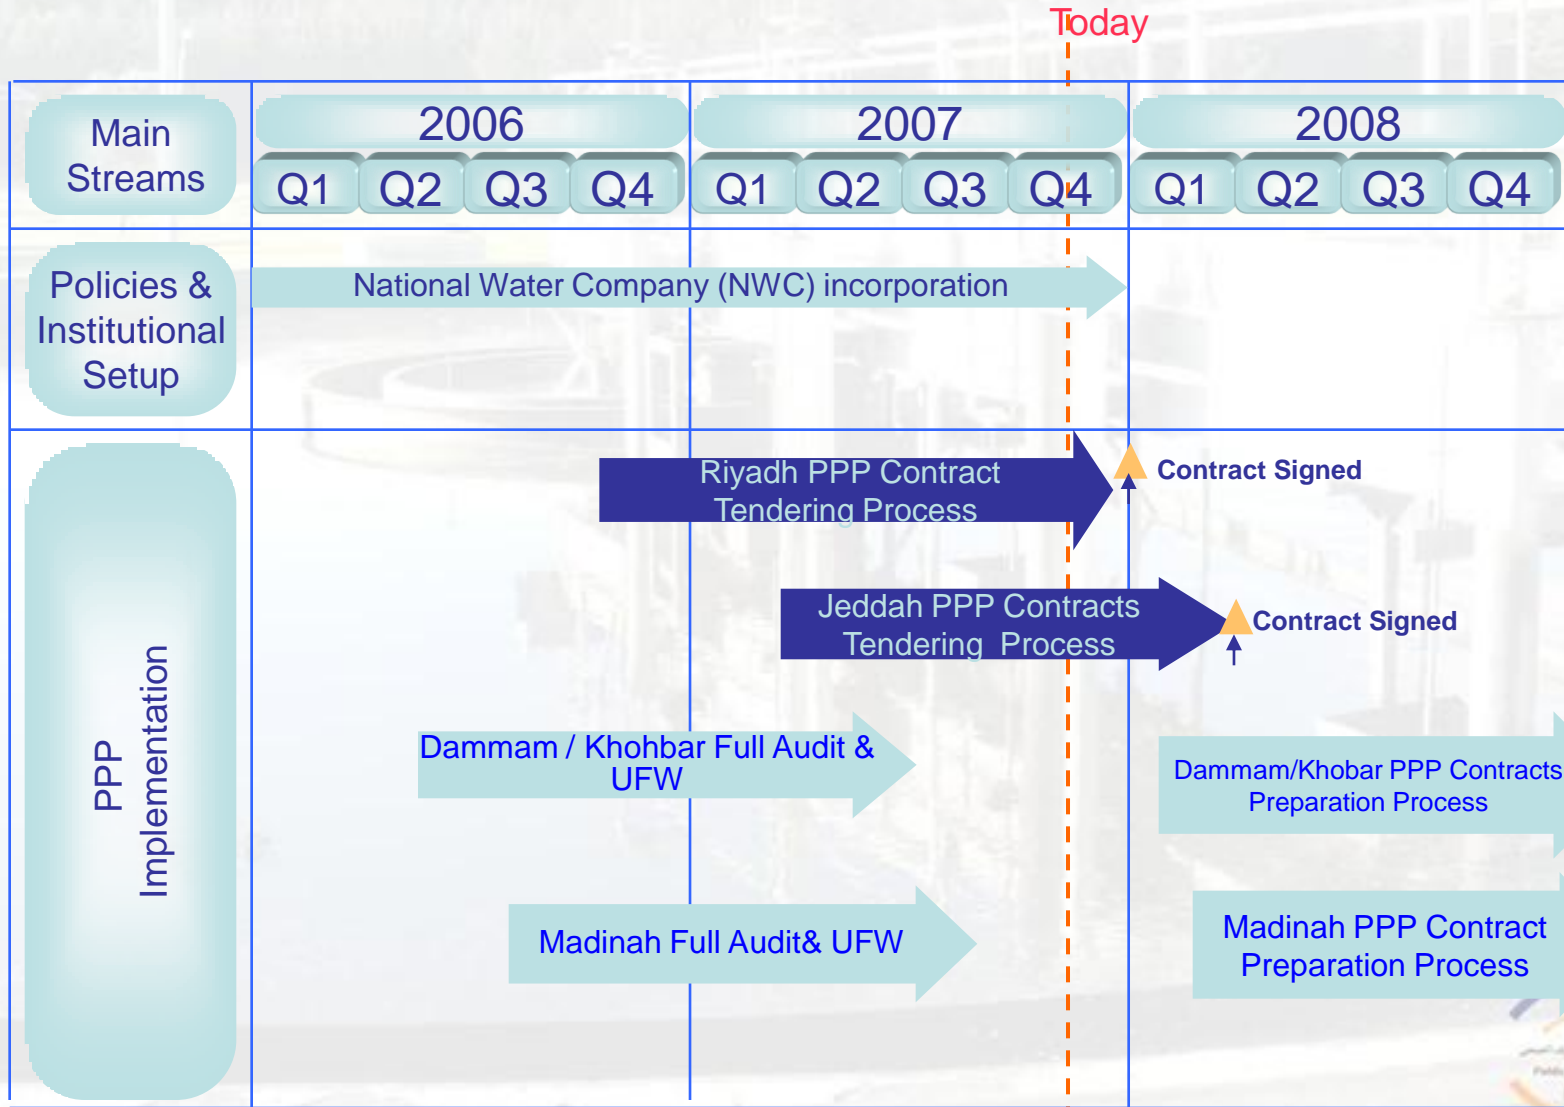 Today
Main
Streams
2006
2007
2008
Q1 Q2 Q3 Q4 Q1 Q2 Q3 Q4 Q1 Q2 Q3 Q4
Policies &
Institutional
Setup
National Water Company (NWC) incorporation
PPP
Implementation
Riyadh PPP Contract
Tendering Process
Contract Signed
Jeddah PPP Contracts
Tendering Process
Contract Signed
Dammam / Khohbar Full Audit &
UFW
Dammam/Khobar PPP Contracts
Preparation Process
Madinah Full Audit& UFW
Madinah PPP Contract
Preparation Process